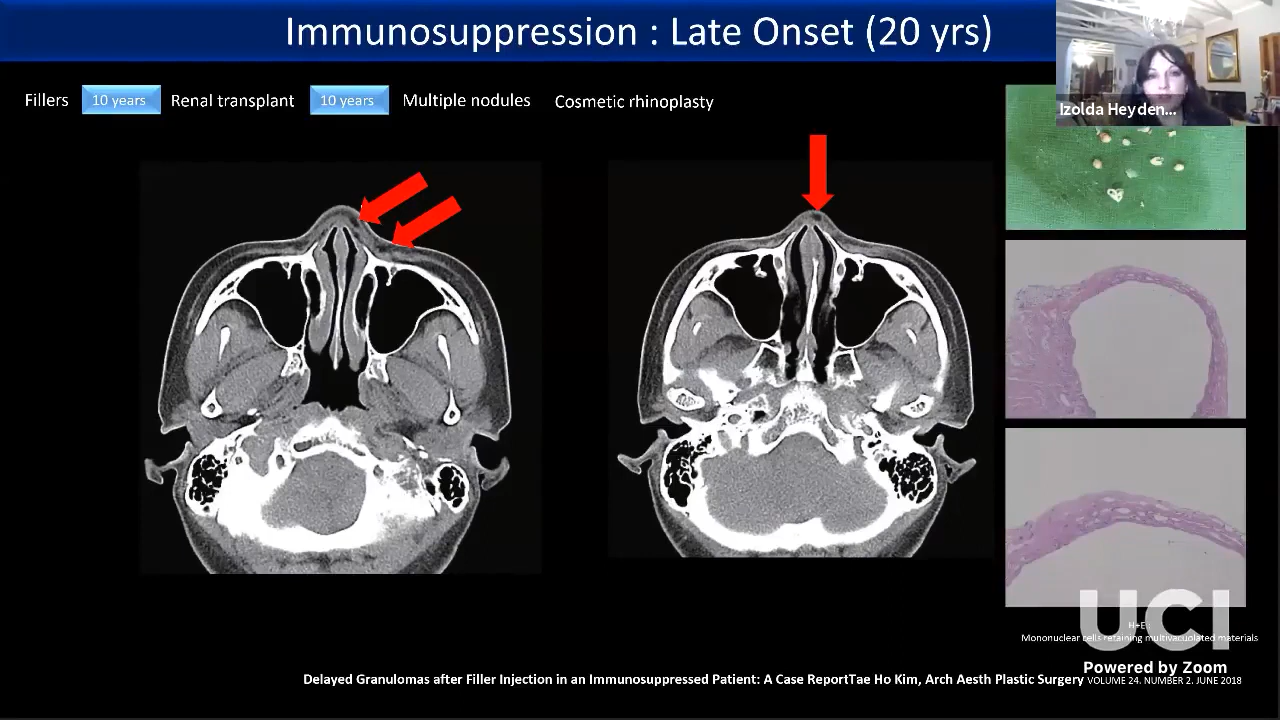 Immunosuppression : Late Onset (20 yrs)
Izolda Heyden...
Fillers 10 years Renal transplant 10 years Multiple nodules Cosmetic rhinoplasty
UCI
H+E:
Mononuclear cells retaining multivacuolated materials
Powered by Zoom
Delayed Granulomas after Filler Injection in an Immunosuppressed Patient: A Case ReportTae Ho Kim, Arch Aesth Plastic Surgery VOLUME 24. NUMBER 2. JUNE 2018